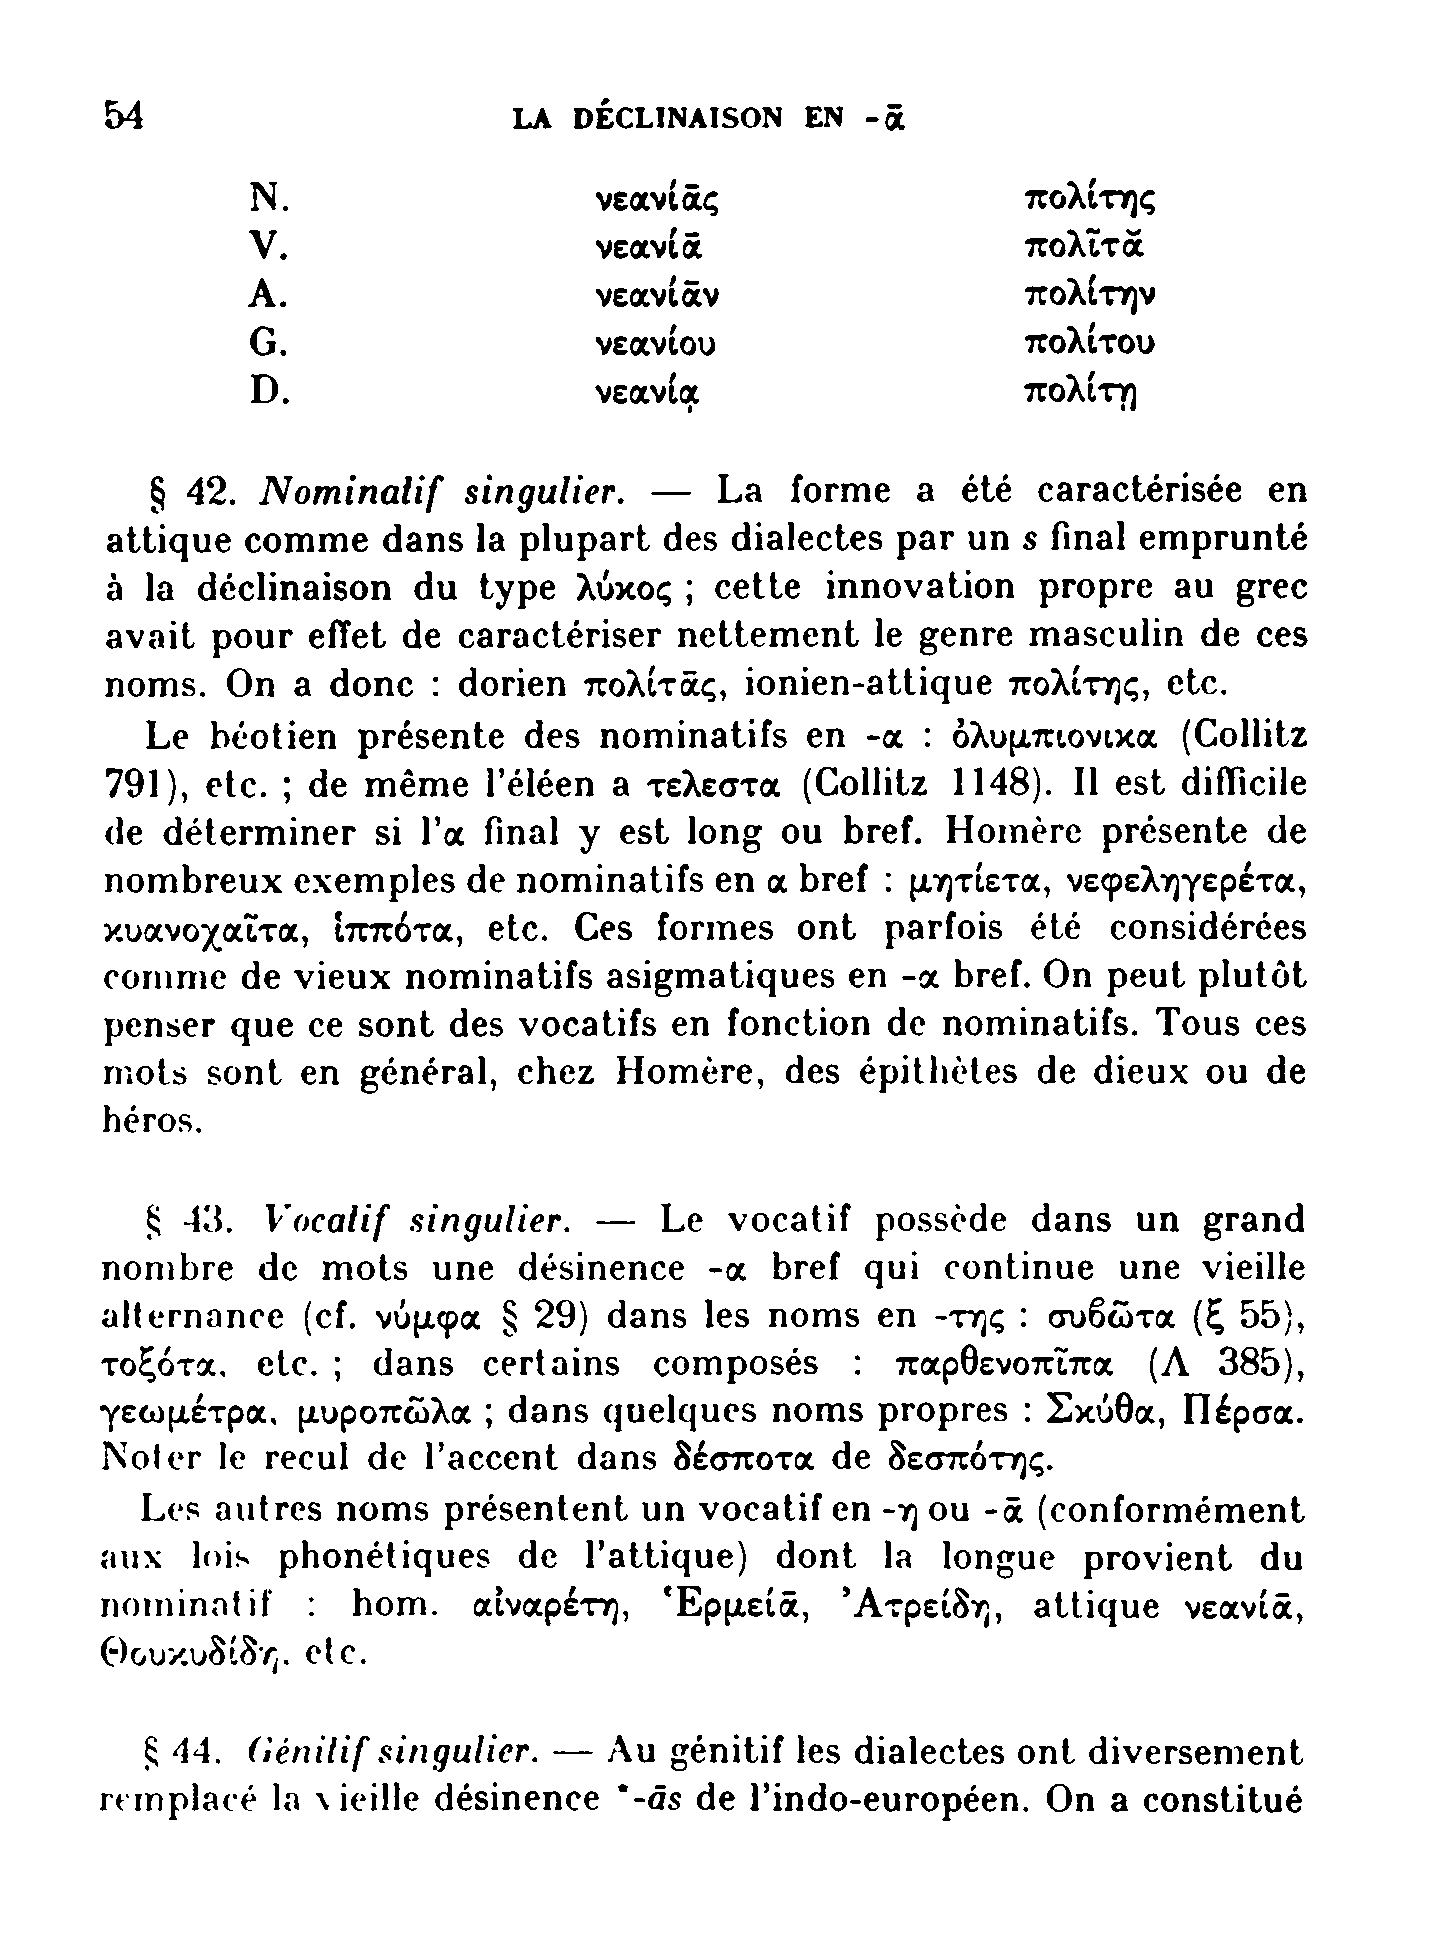 54 LA DÉCLINAISON EN -ᾱ
N. νεανίᾱς πολίτης
V. νεανίᾱ πολῖτᾰ
A. νεανίᾱν πολίτην
G. νεανίου πολίτου
D. νεανίᾳ πολίτῃ
§ 42. Nominatif singulier. — La forme a été caractérisée en
attique comme dans la plupart des dialectes par un s final emprunté
à la déclinaison du type λύκος ; cette innovation propre au grec
avait pour effet de caractériser nettement le genre masculin de ces
noms. On a donc : dorien πολίτᾱς, ionien-attique πολίτης, etc.
Le béotien présente des nominatifs en -α : ὀλυμπιονικα (Collitz
791), etc. ; de même l'éléen a τελεστα (Collitz 1148). Il est difficile
de déterminer si l'α final y est long ou bref. Homère présente de
nombreux exemples de nominatifs en α bref : μητίετα, νεφεληγερέτα,
κυανοχαῖτα, ἱππότα, etc. Ces formes ont parfois été considérées
comme de vieux nominatifs asigmatiques en -α bref. On peut plutôt
penser que ce sont des vocatifs en fonction de nominatifs. Tous ces
mots sont en général, chez Homère, des épithètes de dieux ou de
héros.
§ 43. Vocatif singulier. — Le vocatif possède dans un grand
nombre de mots une désinence -α bref qui continue une vieille
alternance (cf. νύμφα § 29) dans les noms en -της : συϐῶτα (ξ 55),
τοξότα, etc. ; dans certains composés : παρθενοπῖπα (Λ 385),
γεωμέτρα, μυροπῶλα ; dans quelques noms propres : Σκύθα, Πέρσα.
Noter le recul de l'accent dans δέσποτα de δεσπότης.
Les autres noms présentent un vocatif en -η ou -ᾱ (conformément
aux lois phonétiques de l'attique) dont la longue provient du
nominatif : hom. αἰναρέτη, Ἑρμείᾱ, Ἀτρείδη, attique νεανίᾱ,
Θουκυδίδη, etc.
§ 44. Génitif singulier. — Au génitif les dialectes ont diversement
remplacé la vieille désinence *-ās de l'indo-européen. On a constitué